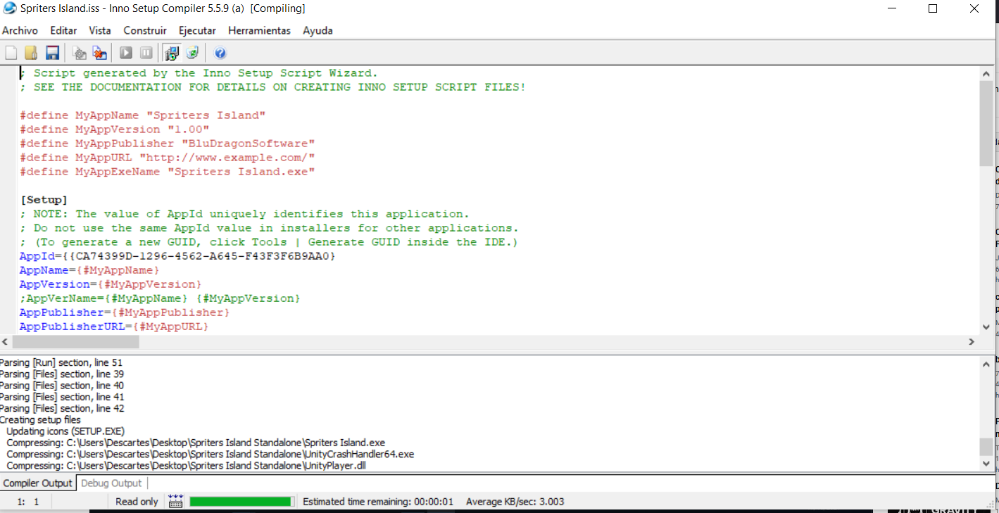 Spriters Island.iss - Inno Setup Compiler 5.5.9 (a)  [Compiling]
Archivo Editar Vista Construir Ejecutar Herramientas Ayuda
; Script generated by the Inno Setup Script Wizard.
; SEE THE DOCUMENTATION FOR DETAILS ON CREATING INNO SETUP SCRIPT FILES!
#define MyAppName "Spriters Island"
#define MyAppVersion "1.00"
#define MyAppPublisher "BluDragonSoftware"
#define MyAppURL "http://www.example.com/"
#define MyAppExeName "Spriters Island.exe"
[Setup]
; NOTE: The value of AppId uniquely identifies this application.
; Do not use the same AppId value in installers for other applications.
; (To generate a new GUID, click Tools | Generate GUID inside the IDE.)
AppId={{CA74399D-1296-4562-A645-F43F3F6B9AA0}
AppName={#MyAppName}
AppVersion={#MyAppVersion}
;AppVerName={#MyAppName} {#MyAppVersion}
AppPublisher={#MyAppPublisher}
AppPublisherURL={#MyAppURL}
Parsing [Run] section, line 51
Parsing [Files] section, line 39
Parsing [Files] section, line 40
Parsing [Files] section, line 41
Parsing [Files] section, line 42
Creating setup files
Updating icons (SETUP.EXE)
Compressing: C:\Users\Descartes\Desktop\Spriters Island Standalone\Spriters Island.exe
Compressing: C:\Users\Descartes\Desktop\Spriters Island Standalone\UnityCrashHandler64.exe
Compressing: C:\Users\Descartes\Desktop\Spriters Island Standalone\UnityPlayer.dll
Compiler Output Debug Output
1: 1 Read only Estimated time remaining: 00:00:01 Average KB/sec: 3.003